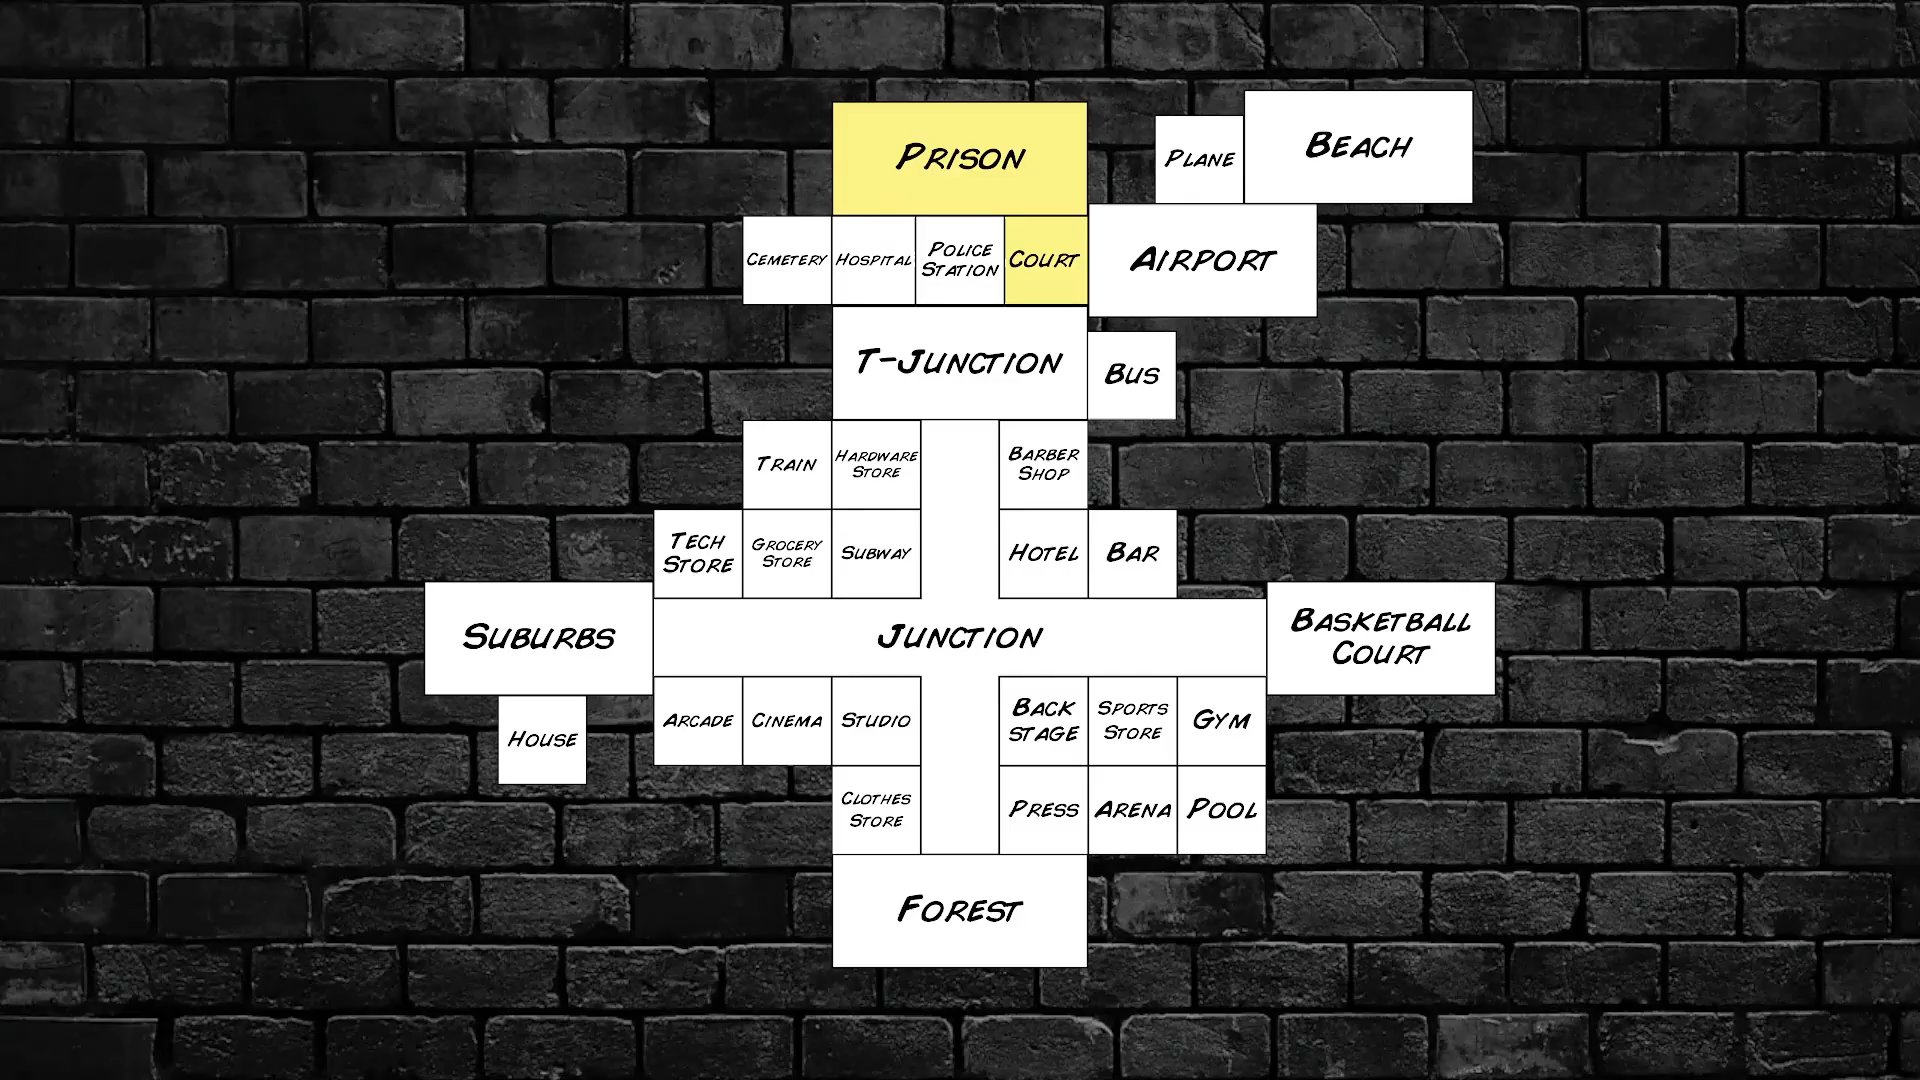 PRISON
PLANE
BEACH
CEMETERY
HOSPITAL
POLICE
STATION
COURT
AIRPORT
T-JUNCTION
BUS
TRAIN
HARDWARE
STORE
BARBER
SHOP
TECH
STORE
GROCERY
STORE
SUBWAY
HOTEL
BAR
SUBURBS
JUNCTION
BASKETBALL
COURT
HOUSE
ARCADE
CINEMA
STUDIO
BACK
STAGE
SPORTS
STORE
GYM
CLOTHES
STORE
PRESS
ARENA
POOL
FOREST